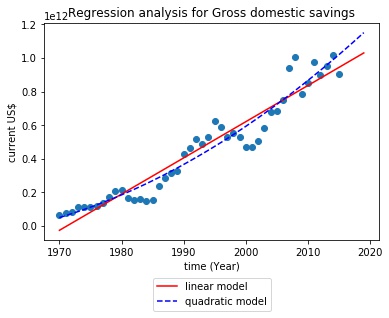 Regression analysis for Gross domestic savings
1e12
1.2
1.0
0.8
0.6
0.4
0.2
0.0
current US$
1970 1980 1990 2000 2010 2020
time (Year)
linear model
quadratic model